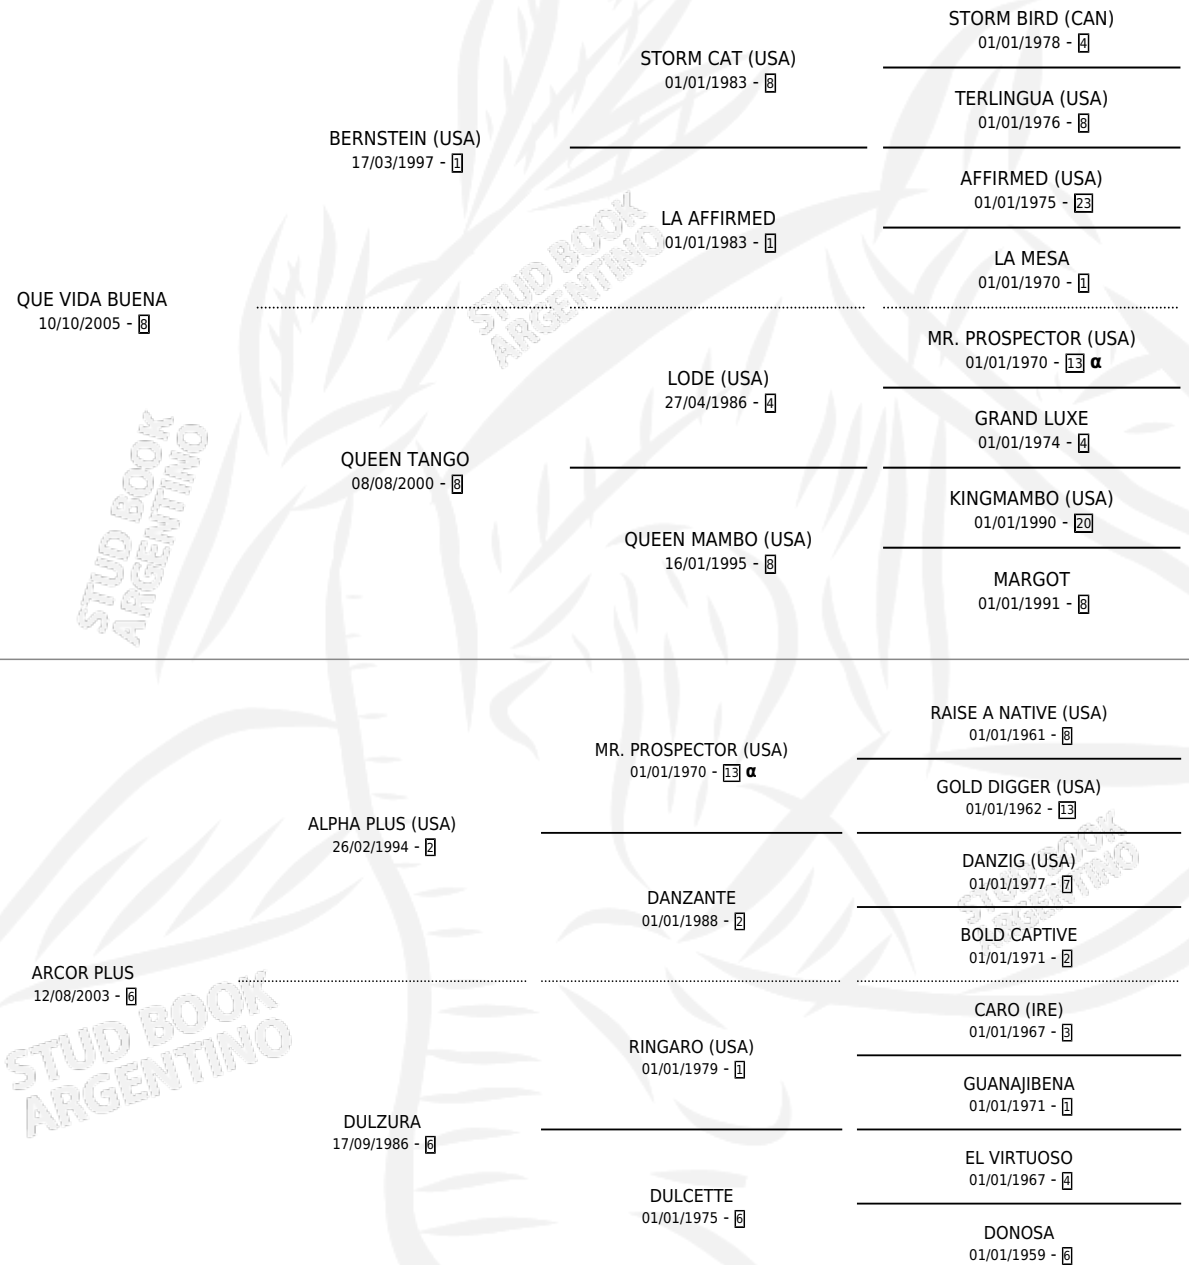 STORM BIRD (CAN)
01/01/1978 - 4
STORM CAT (USA)
01/01/1983 - 8
TERLINGUA (USA)
01/01/1976 - 8
BERNSTEIN (USA)
17/03/1997 - 1
AFFIRMED (USA)
01/01/1975 - 23
LA AFFIRMED
01/01/1983 - 1
LA MESA
01/01/1970 - 1
QUE VIDA BUENA
10/10/2005 - 8
MR. PROSPECTOR (USA)
01/01/1970 - 13 α
LODE (USA)
27/04/1986 - 4
GRAND LUXE
01/01/1974 - 4
QUEEN TANGO
08/08/2000 - 8
KINGMAMBO (USA)
01/01/1990 - 20
QUEEN MAMBO (USA)
16/01/1995 - 8
MARGOT
01/01/1991 - 8
STUD BOOK
ARGENTINO
STUD BOOK
ARGENTINO
RAISE A NATIVE (USA)
01/01/1961 - 8
MR. PROSPECTOR (USA)
01/01/1970 - 13 α
GOLD DIGGER (USA)
01/01/1962 - 13
ALPHA PLUS (USA)
26/02/1994 - 2
DANZIG (USA)
01/01/1977 - 7
DANZANTE
01/01/1988 - 2
BOLD CAPTIVE
01/01/1971 - 2
ARCOR PLUS
12/08/2003 - 6
CARO (IRE)
01/01/1967 - 3
RINGARO (USA)
01/01/1979 - 1
GUANAJIBENA
01/01/1971 - 1
DULZURA
17/09/1986 - 6
EL VIRTUOSO
01/01/1967 - 4
DULCETTE
01/01/1975 - 6
DONOSA
01/01/1959 - 6
STUD BOOK
ARGENTINO
STUD BOOK
ARGENTINO